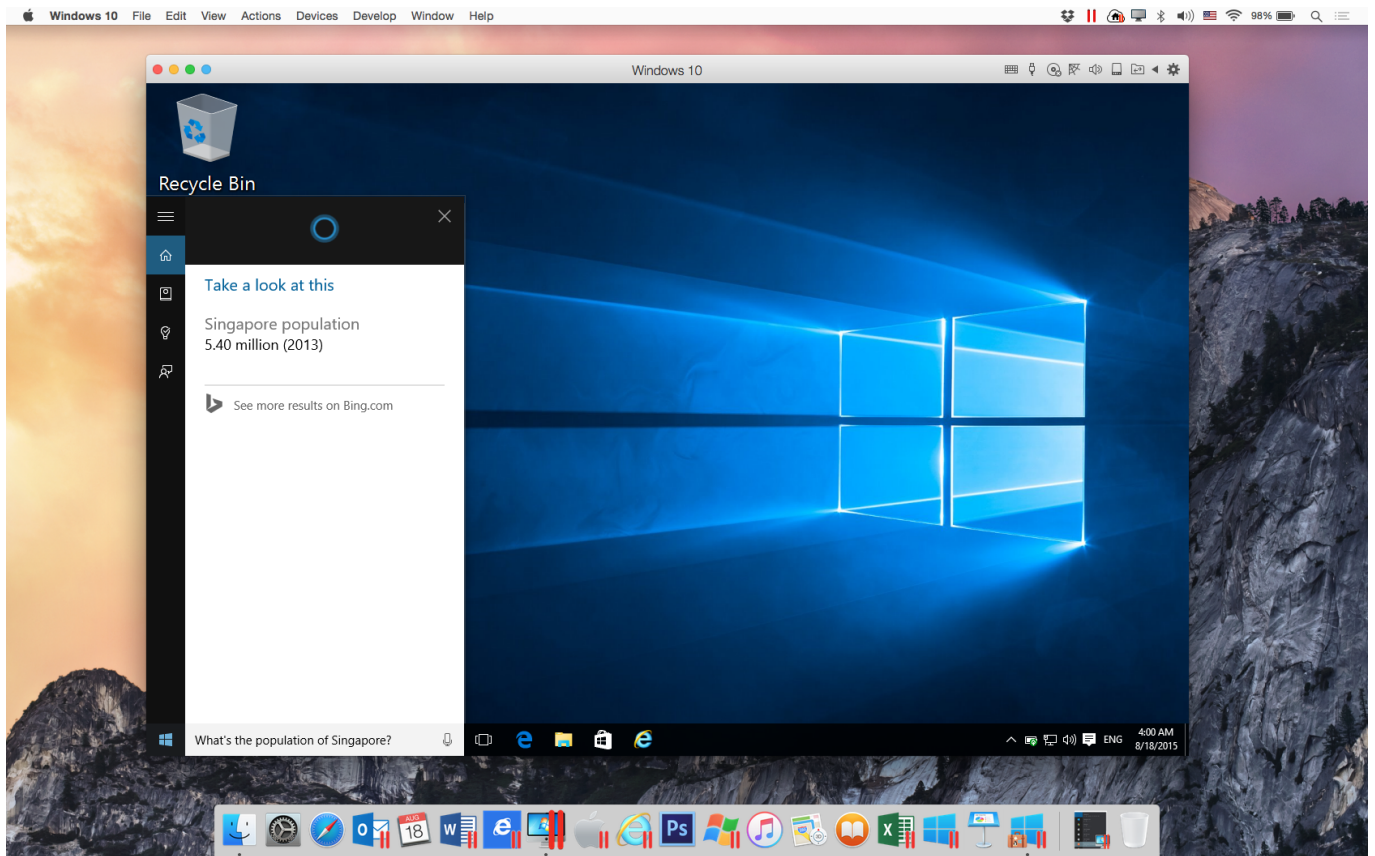 Windows 10 File Edit View Actions Devices Develop Window Help 98%
Windows 10
Recycle Bin
Take a look at this
Singapore population
5.40 million (2013)
See more results on Bing.com
What's the population of Singapore?
ENG
4:00 AM
8/18/2015
AUG
18
Ps